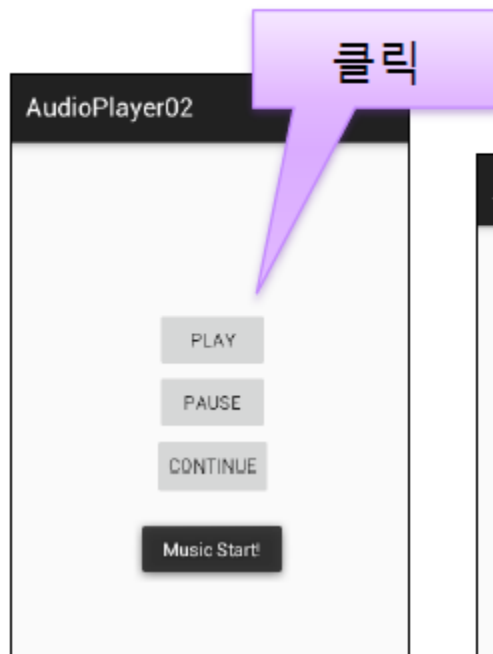 클릭
AudioPlayer02
PLAY
PAUSE
CONTINUE
Music Start!